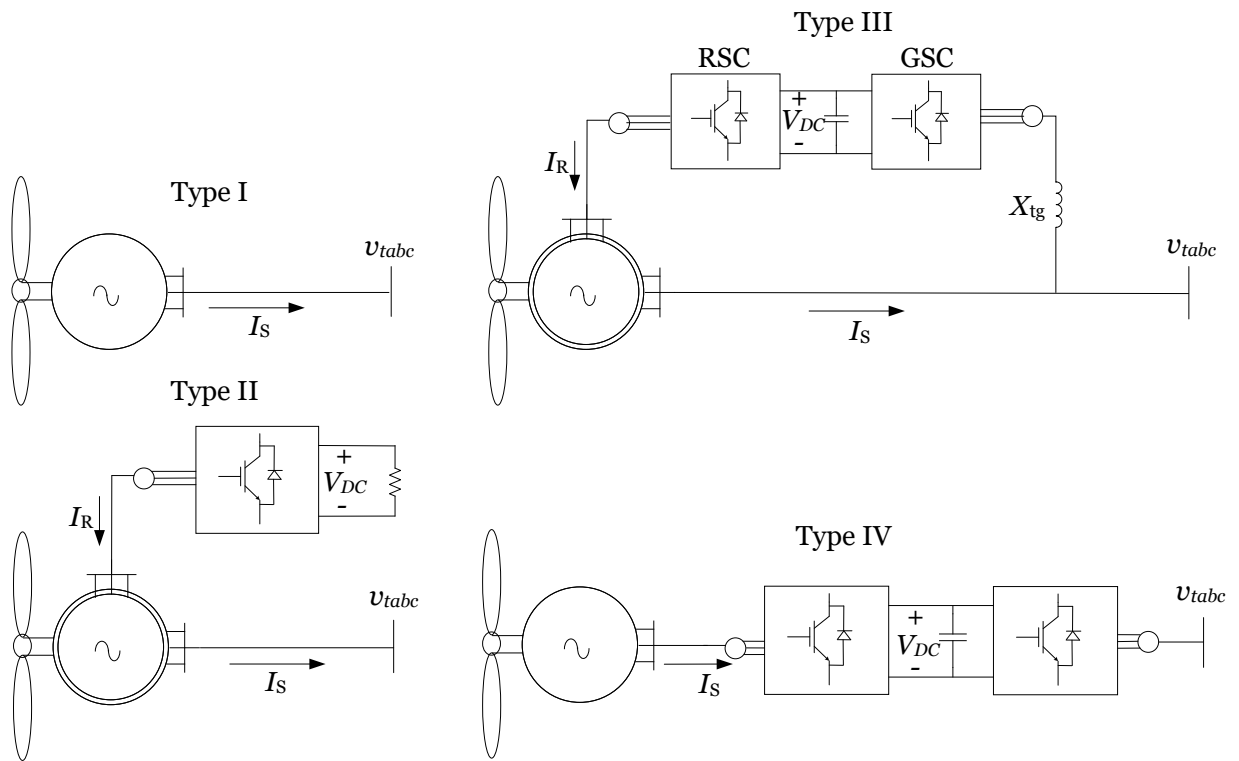 Type I
v_tabc
I_S
Type III
RSC
GSC
+
V_DC
-
I_R
X_tg
v_tabc
I_S
Type II
+
V_DC
-
I_R
v_tabc
I_S
Type IV
+
V_DC
-
v_tabc
I_S